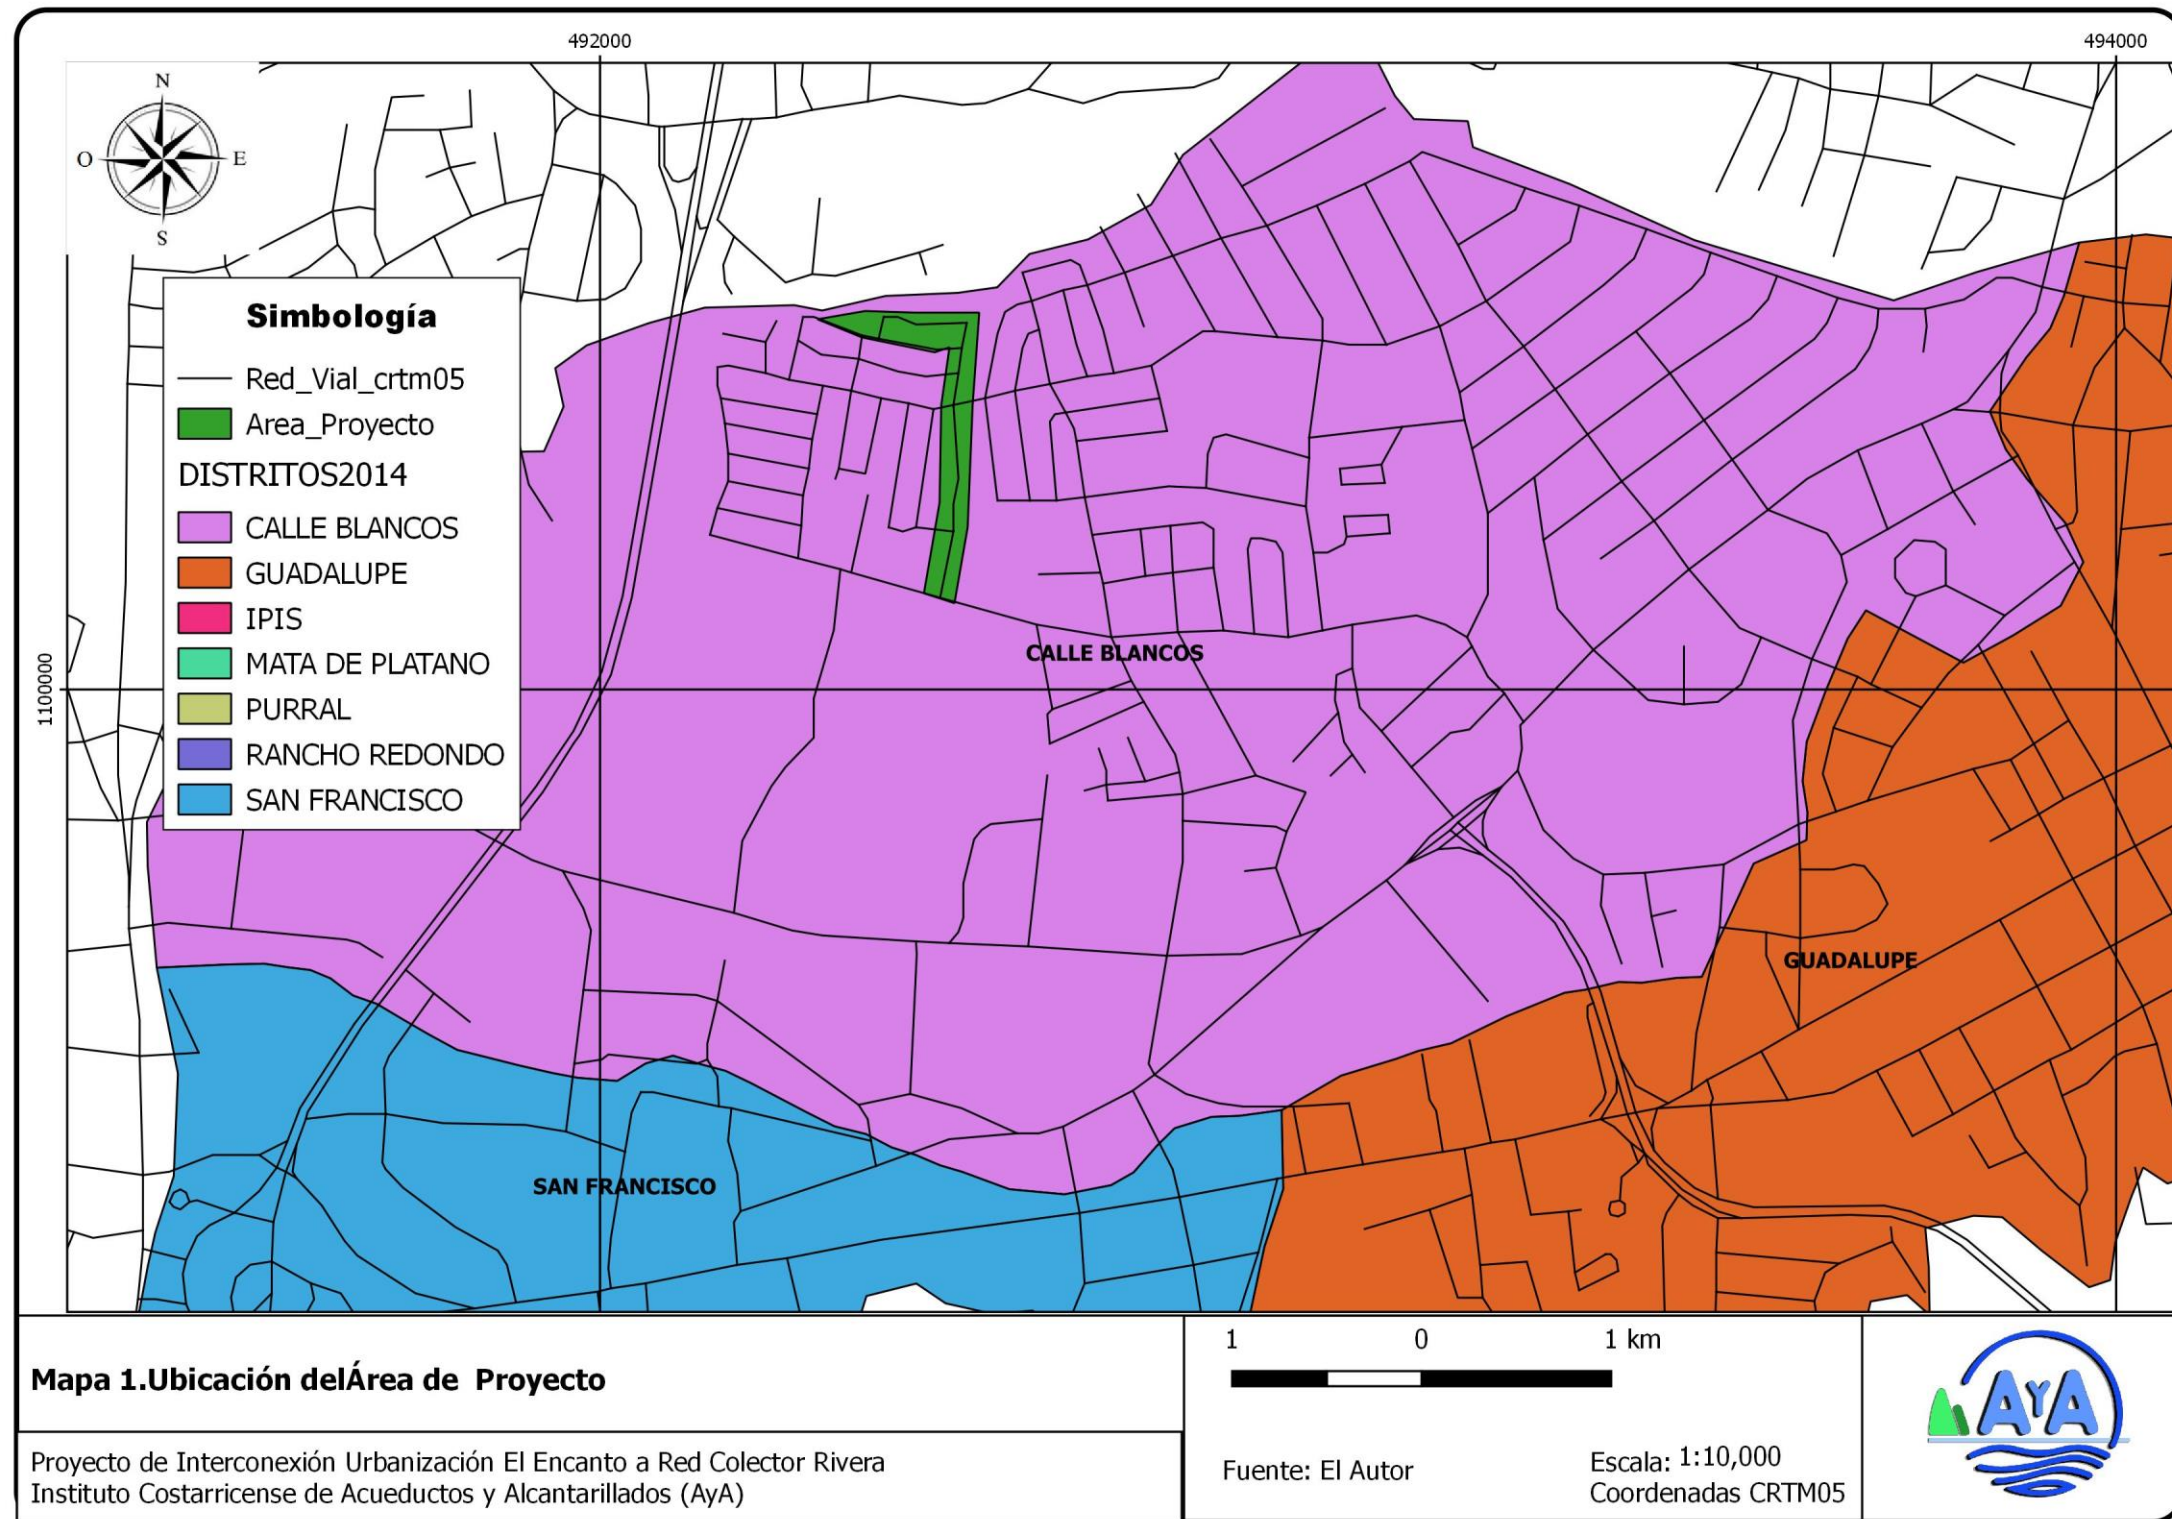 492000
494000
N
O
E
S
Simbología
Red_Vial_crtm05
Area_Proyecto
DISTRITOS2014
CALLE BLANCOS
GUADALUPE
IPIS
MATA DE PLATANO
PURRAL
RANCHO REDONDO
SAN FRANCISCO
1100000
CALLE BLANCOS
GUADALUPE
SAN FRANCISCO
Mapa 1.Ubicación delÁrea de Proyecto
Proyecto de Interconexión Urbanización El Encanto a Red Colector Rivera
Instituto Costarricense de Acueductos y Alcantarillados (AyA)
1 0 1 km
Fuente: El Autor
Escala: 1:10,000
Coordenadas CRTM05
AYA